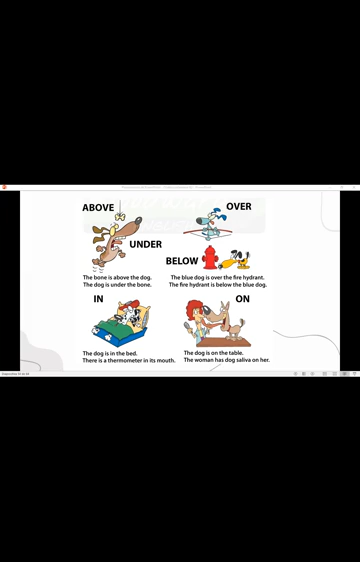 ABOVE
OVER
UNDER
BELOW
The bone is above the dog.
The dog is under the bone.
The blue dog is over the fire hydrant.
The fire hydrant is below the blue dog.
IN
ON
The dog is in the bed.
There is a thermometer in its mouth.
The dog is on the table.
The woman has dog saliva on her.